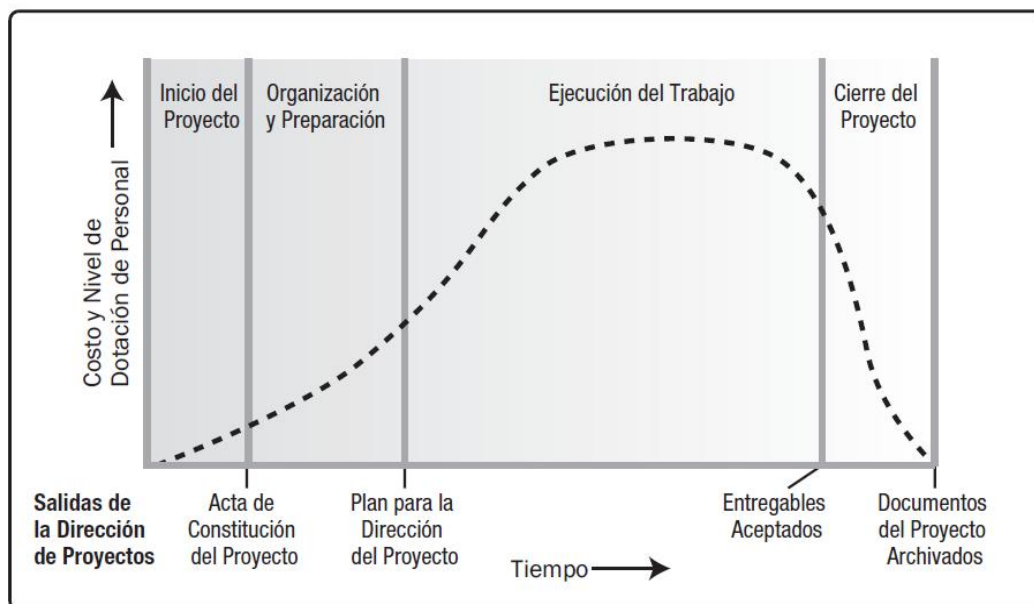 Inicio del
Proyecto
Organización
y Preparación
Ejecución del Trabajo
Cierre del
Proyecto
Costo y Nivel de
Dotación de Personal
Salidas de
la Dirección
de Proyectos
Acta de
Constitución
del Proyecto
Plan para la
Dirección
del Proyecto
Tiempo
Entregables
Aceptados
Documentos
del Proyecto
Archivados